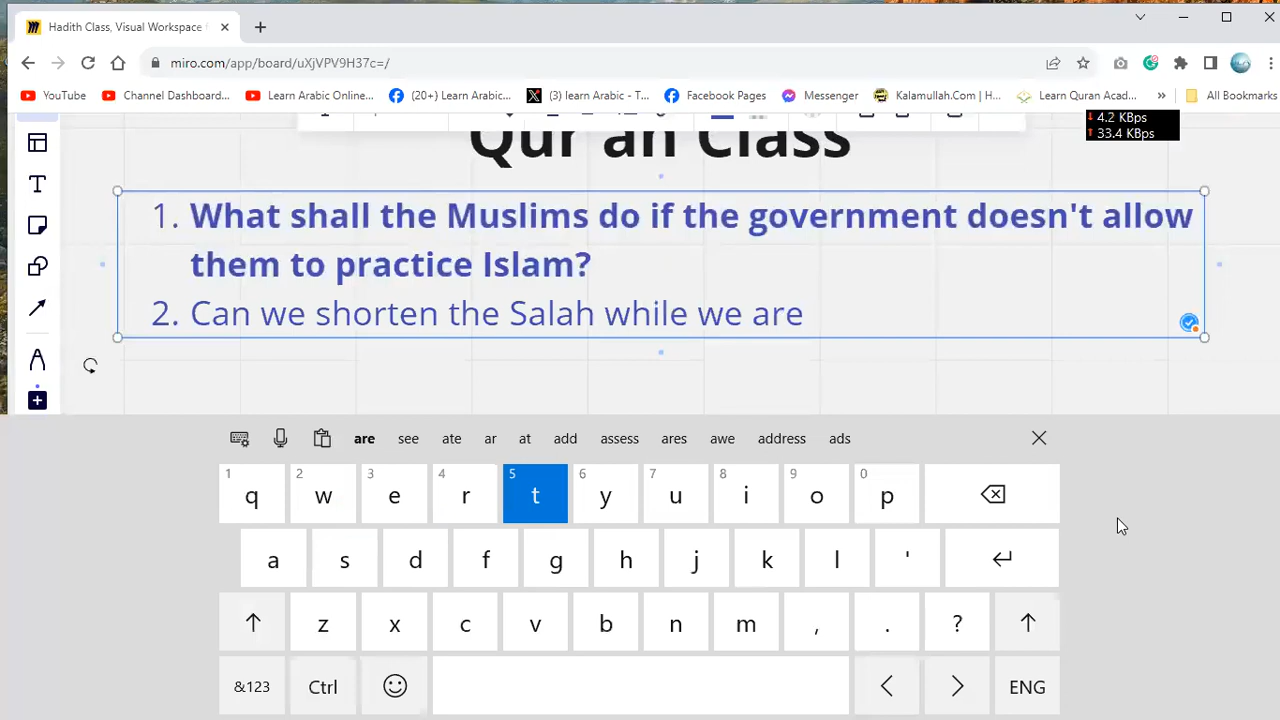 Hadith Class, Visual Workspace
miro.com/app/board/uXjVPV9H37c=/
YouTube
Channel Dashboard...
Learn Arabic Online...
(20+) Learn Arabic...
(3) learn Arabic - T...
Facebook Pages
Messenger
Kalamullah.Com | H...
Learn Quran Acad...
»
All Bookmarks
4.2 KBps
33.4 KBps
Qur'an Class
1. What shall the Muslims do if the government doesn't allow
them to practice Islam?
2. Can we shorten the Salah while we are
are see ate ar at add assess ares awe address ads
1 2 3 4 5 6 7 8 9 0
q w e r t y u i o p
a s d f g h j k l '
z x c v b n m , . ?
&123 Ctrl ENG